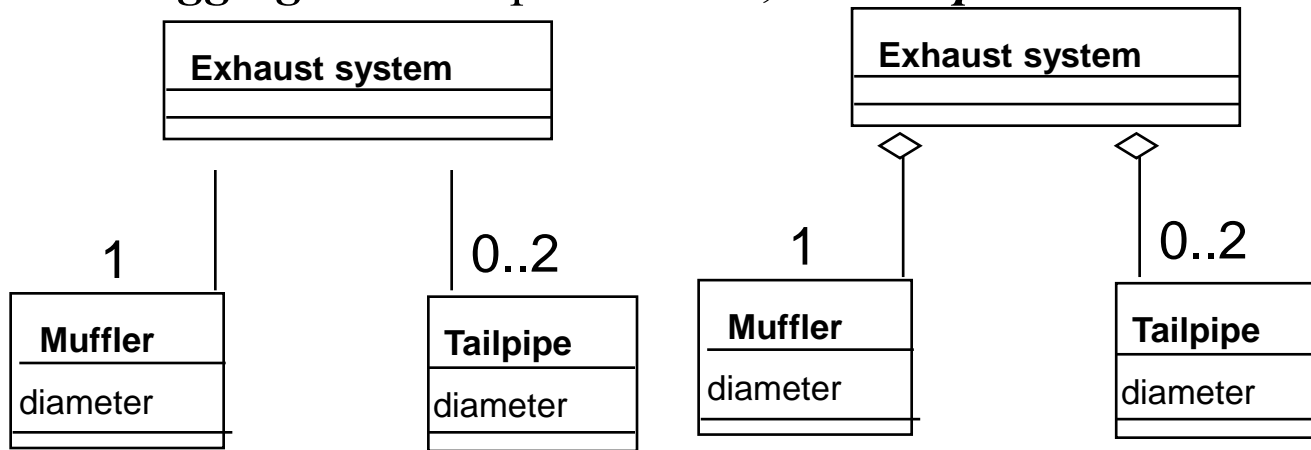 Exhaust system
Exhaust system
1
0..2
1
0..2
Muffler
Tailpipe
Muffler
Tailpipe
diameter
diameter
diameter
diameter